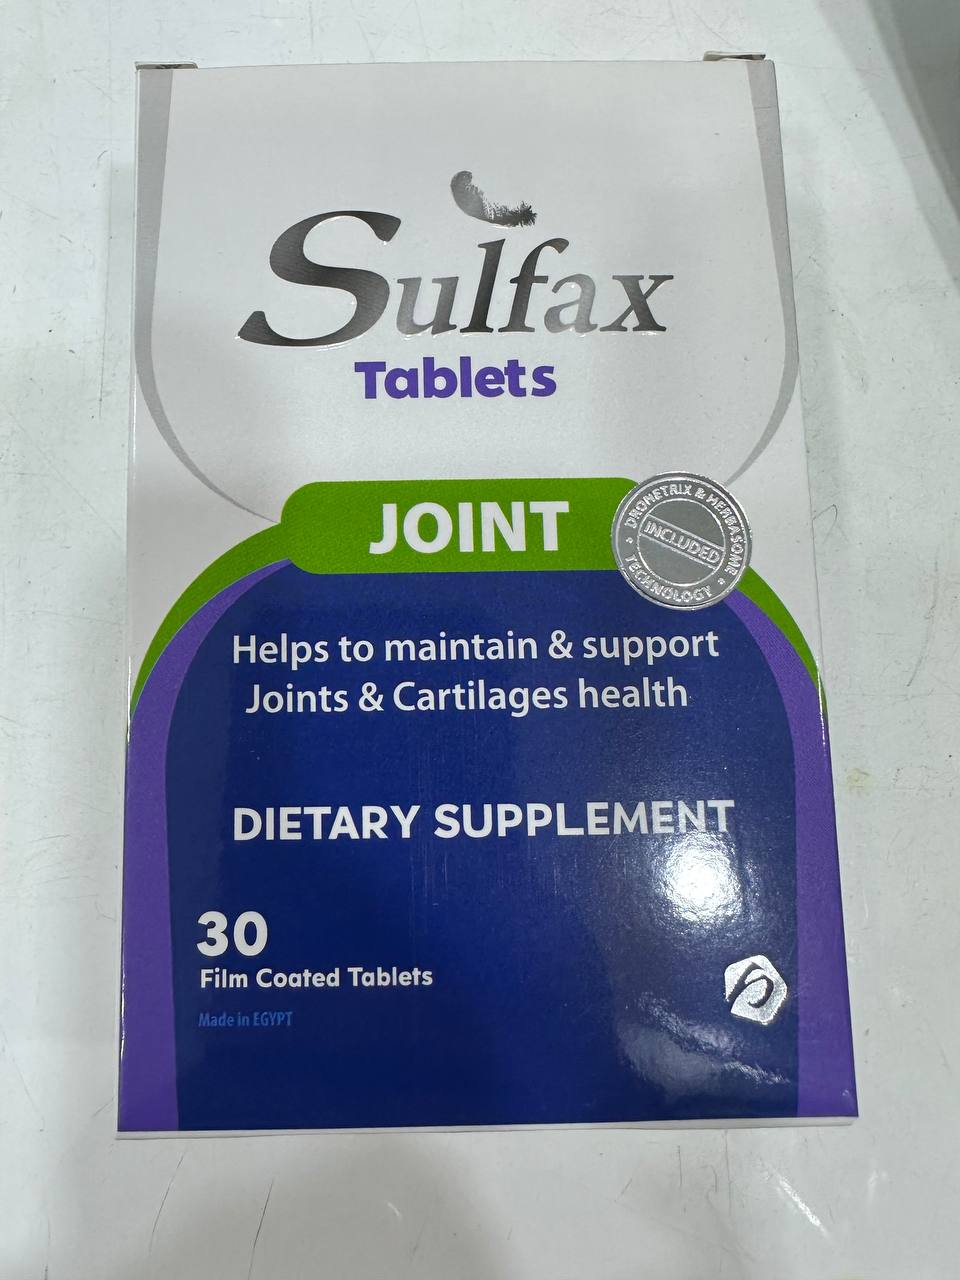 Sulfax
Tablets
JOINT
DRONETRIX & HERBASOME
INCLUDED
TECHNOLOGY
Helps to maintain & support
Joints & Cartilages health
DIETARY SUPPLEMENT
30
Film Coated Tablets
Made in EGYPT